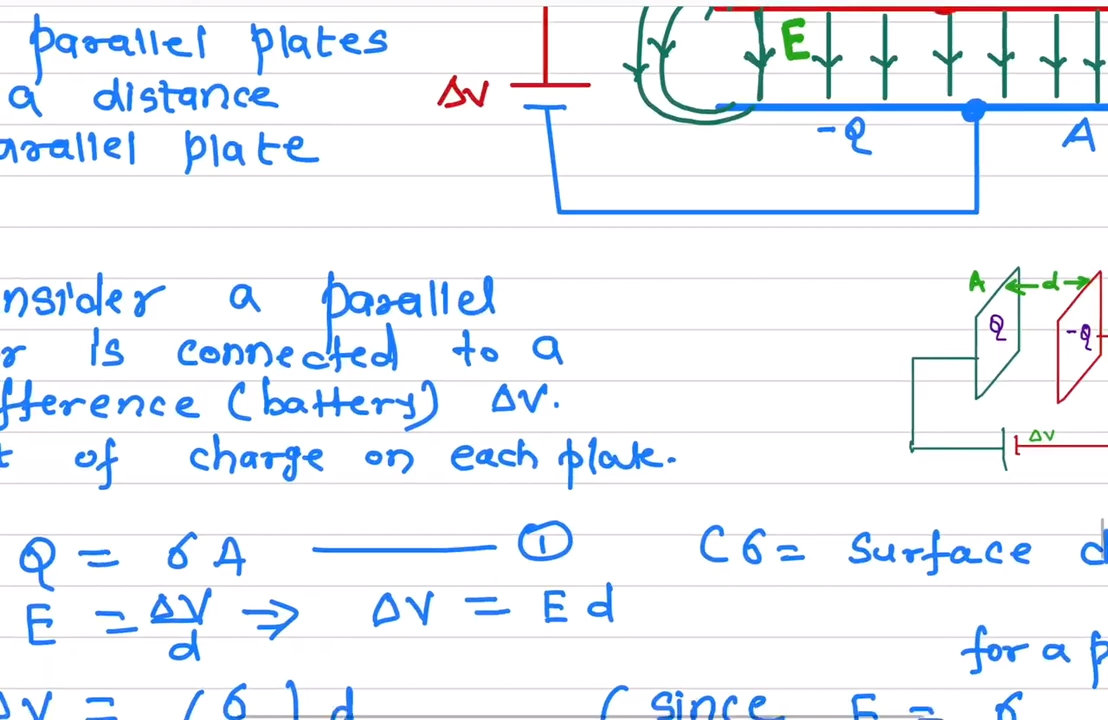 parallel plates
a distance
arallel plate
ΔV
E
-Q
A
nsider a parallel
r is connected to a
fference (battery) ΔV.
t of charge on each plate.
A d
Q -Q
ΔV
Q = σA ——— ①
(σ = Surface d
E = ΔV/d ⇒ ΔV = Ed
for a p
ΔV = (σ ) d (since E = σ